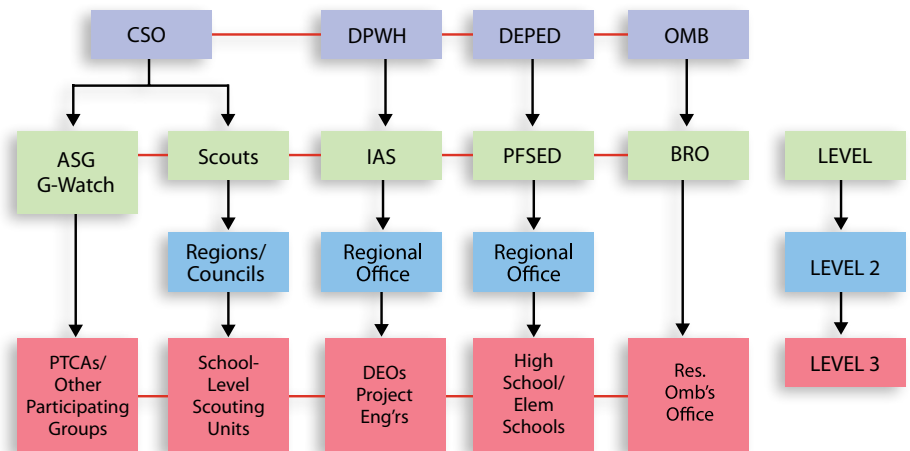 CSO
DPWH
DEPED
OMB
ASG
G-Watch
Scouts
IAS
PFSED
BRO
LEVEL
Regions/
Councils
Regional
Office
Regional
Office
LEVEL 2
PTCAs/
Other
Participating
Groups
School-
Level
Scouting
Units
DEOs
Project
Eng'rs
High
School/
Elem
Schools
Res.
Omb's
Office
LEVEL 3